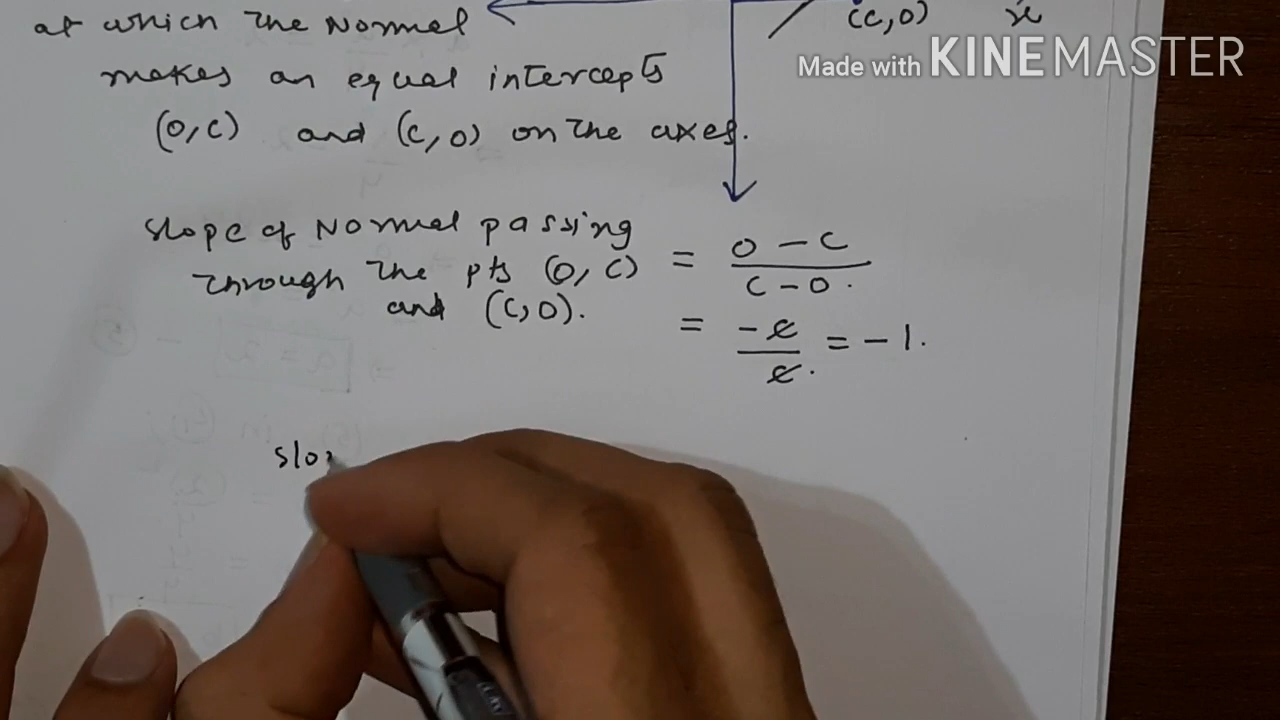 at which The Normal
(c,0) x
makes an equal intercepts
Made with KINEMASTER
(0,c) and (c,0) on The axes.
Slope of Normal passing
Through The pts (0,c)
and (c,0).
= 0 - c / c - 0.
= -c / c. = -1.
slop